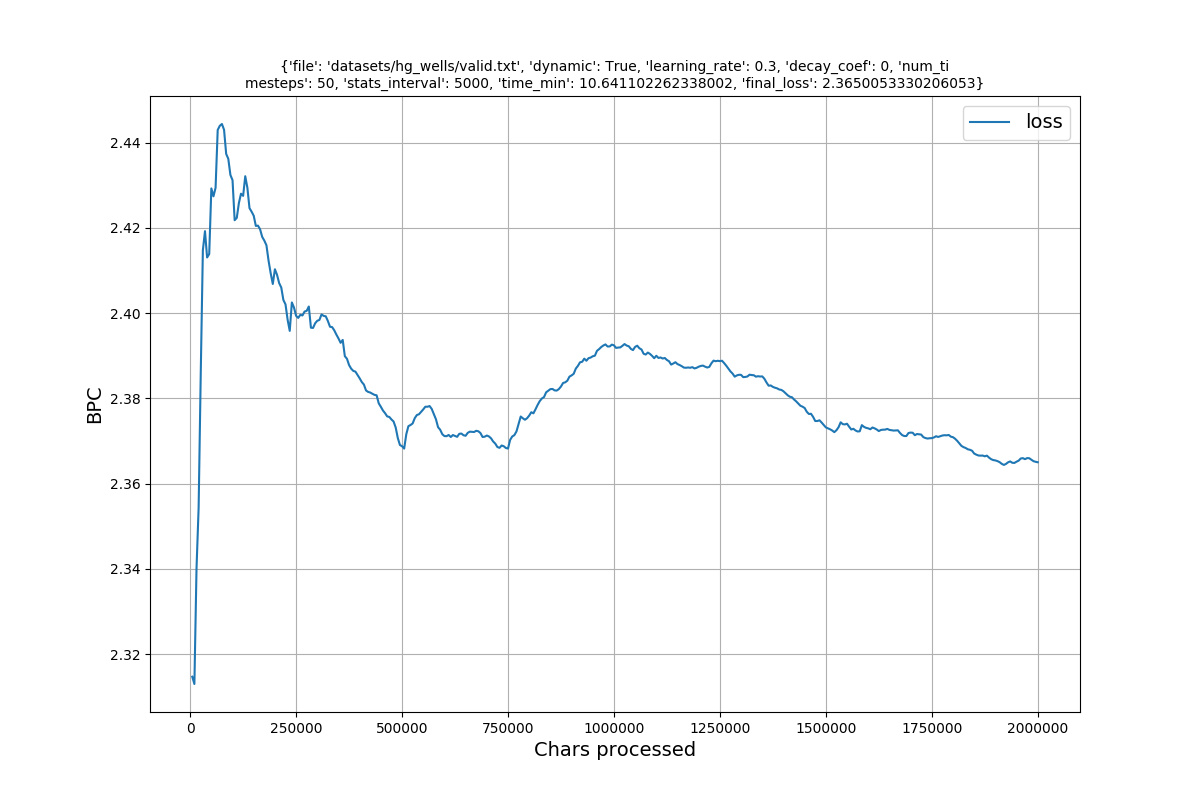 {'file': 'datasets/hg_wells/valid.txt', 'dynamic': True, 'learning_rate': 0.3, 'decay_coef': 0, 'num_ti
mesteps': 50, 'stats_interval': 5000, 'time_min': 10.641102262338002, 'final_loss': 2.3650053330206053}
loss
2.44
2.42
2.40
2.38
2.36
2.34
2.32
BPC
0 250000 500000 750000 1000000 1250000 1500000 1750000 2000000
Chars processed